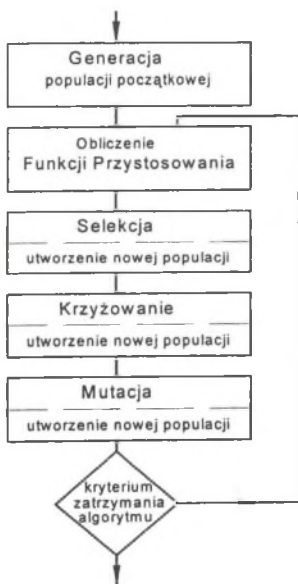 Generacja
populacji początkowej
Obliczenie
Funkcji Przystosowania
Selekcja
utworzenie nowej populacji
Krzyżowanie
utworzenie nowej populacji
Mutacja
utworzenie nowej populacji
kryterium
zatrzymania
algorytmu